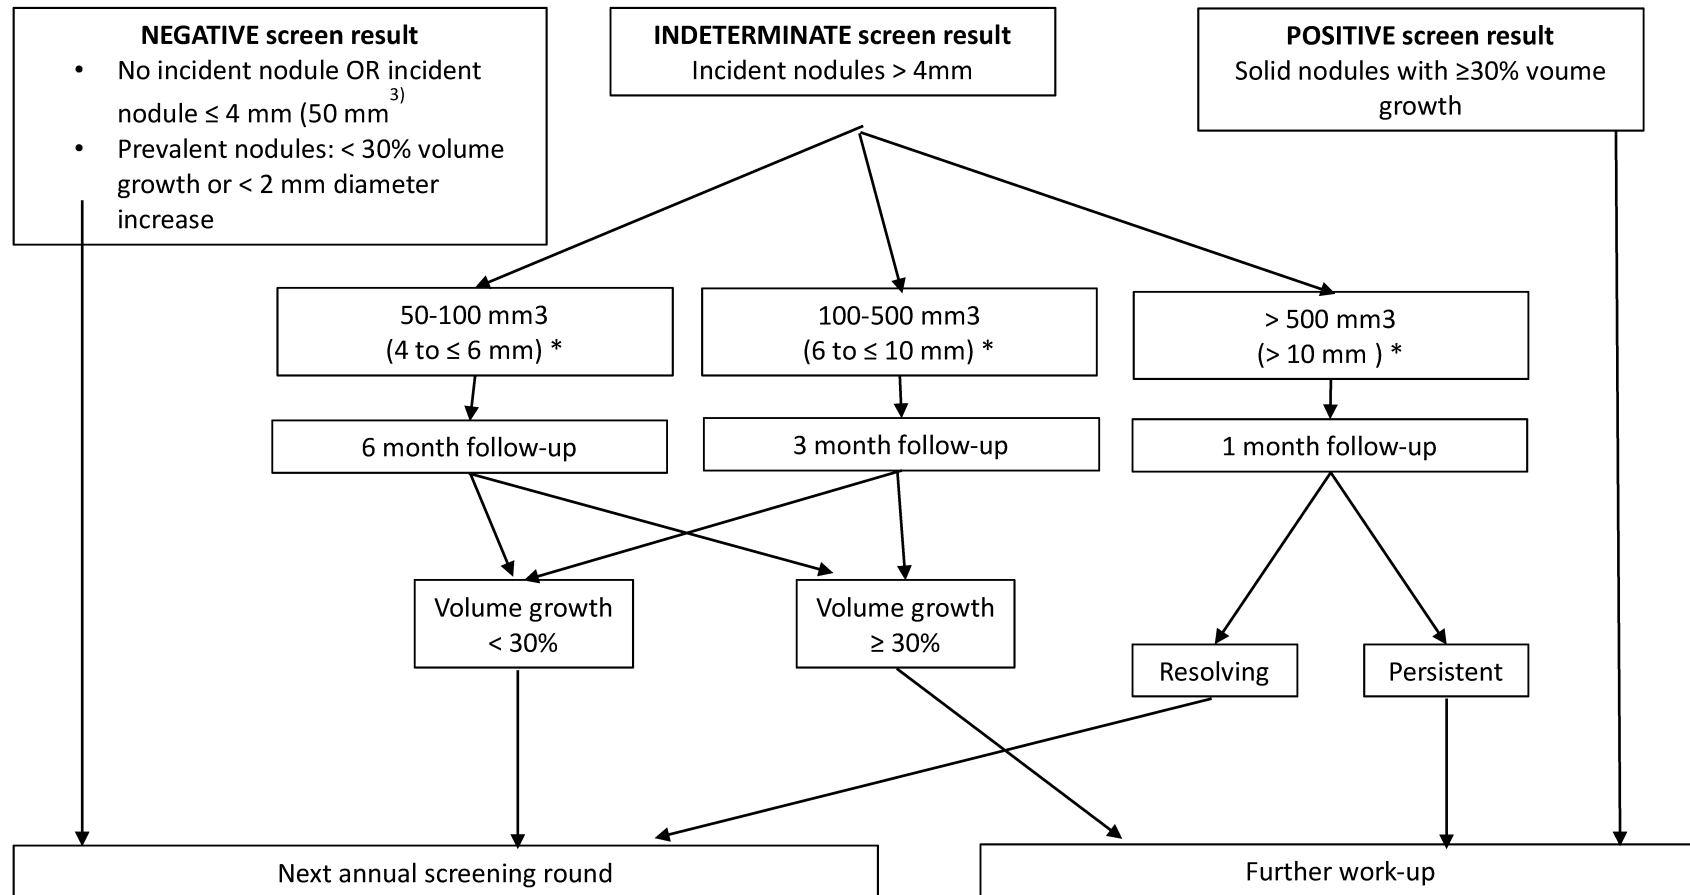 NEGATIVE screen result
• No incident nodule OR incident
nodule ≤ 4 mm (50 mm³⁾
• Prevalent nodules: < 30% volume
growth or < 2 mm diameter
increase
INDETERMINATE screen result
Incident nodules > 4mm
POSITIVE screen result
Solid nodules with ≥30% voume
growth
50-100 mm3
(4 to ≤ 6 mm) *
100-500 mm3
(6 to ≤ 10 mm) *
> 500 mm3
(> 10 mm ) *
6 month follow-up
3 month follow-up
1 month follow-up
Volume growth
< 30%
Volume growth
≥ 30%
Resolving
Persistent
Next annual screening round
Further work-up